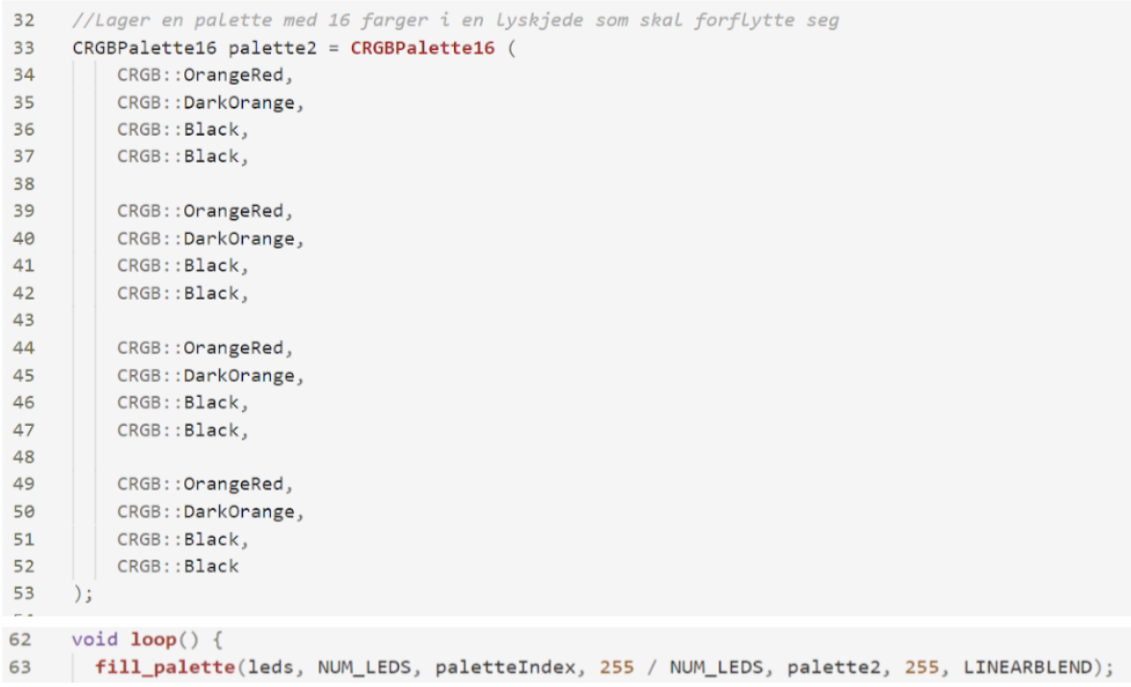 32 //Lager en palette med 16 farger i en lyskjede som skal forflytte seg
33 CRGBPalette16 palette2 = CRGBPalette16 (
34 CRGB::OrangeRed,
35 CRGB::DarkOrange,
36 CRGB::Black,
37 CRGB::Black,
38
39 CRGB::OrangeRed,
40 CRGB::DarkOrange,
41 CRGB::Black,
42 CRGB::Black,
43
44 CRGB::OrangeRed,
45 CRGB::DarkOrange,
46 CRGB::Black,
47 CRGB::Black,
48
49 CRGB::OrangeRed,
50 CRGB::DarkOrange,
51 CRGB::Black,
52 CRGB::Black
53 );
62 void loop() {
63 fill_palette(leds, NUM_LEDS, paletteIndex, 255 / NUM_LEDS, palette2, 255, LINEARBLEND);